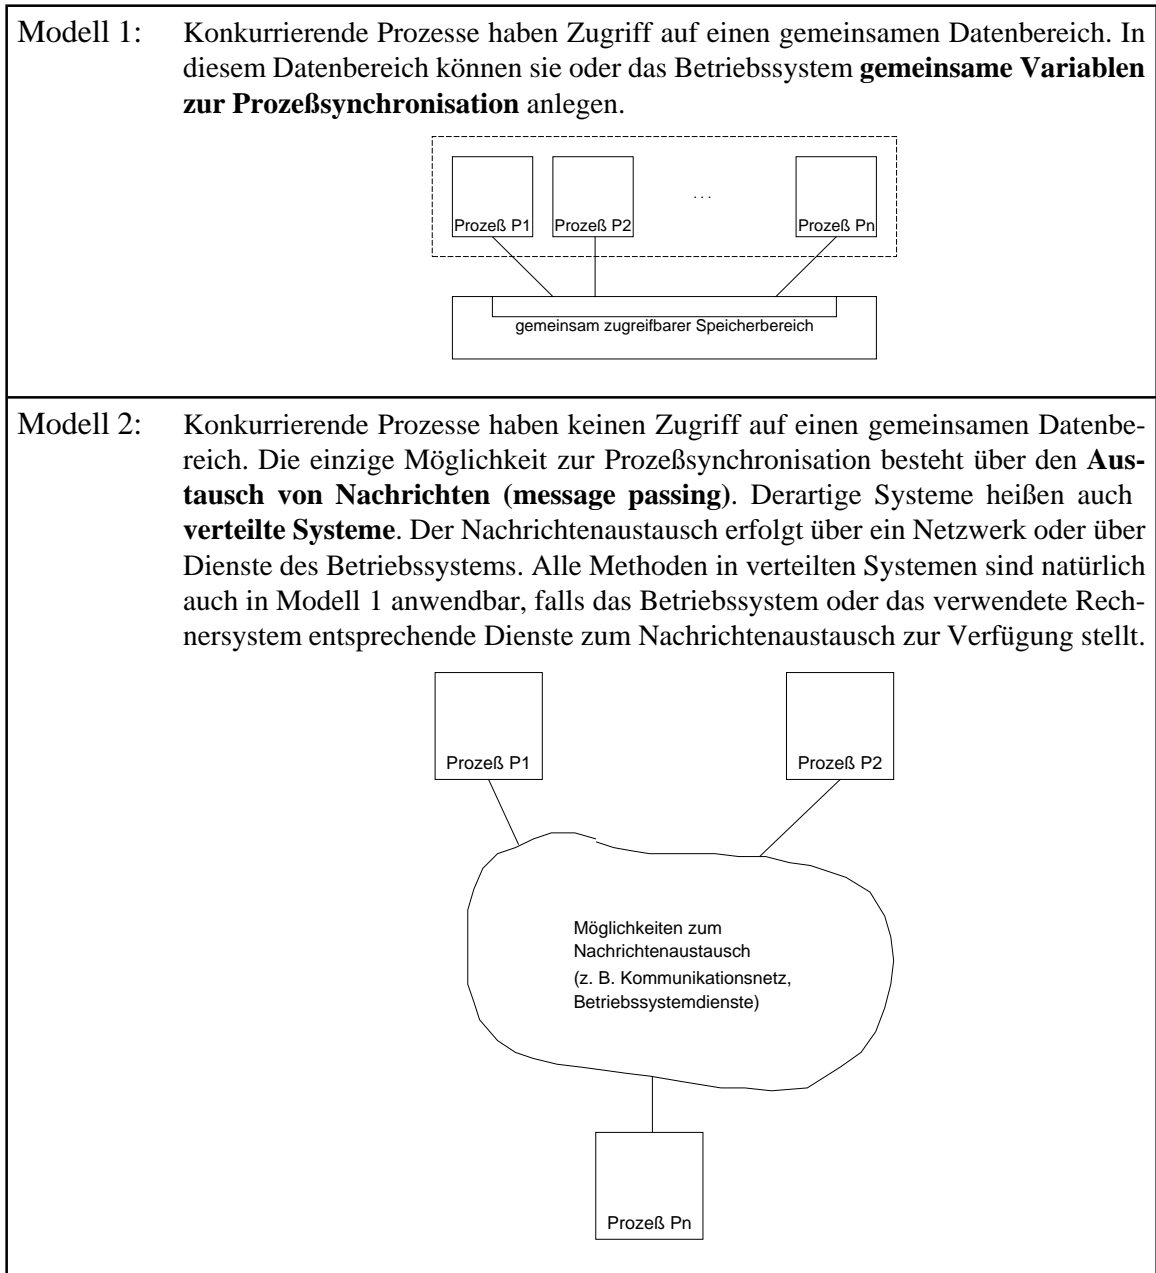 Modell 1: Konkurrierende Prozesse haben Zugriff auf einen gemeinsamen Datenbereich. In
diesem Datenbereich können sie oder das Betriebssystem gemeinsame Variablen
zur Prozeßsynchronisation anlegen.
Prozeß P1 Prozeß P2 . . . Prozeß Pn
gemeinsam zugreifbarer Speicherbereich
Modell 2: Konkurrierende Prozesse haben keinen Zugriff auf einen gemeinsamen Datenbe-
reich. Die einzige Möglichkeit zur Prozeßsynchronisation besteht über den Aus-
tausch von Nachrichten (message passing). Derartige Systeme heißen auch
verteilte Systeme. Der Nachrichtenaustausch erfolgt über ein Netzwerk oder über
Dienste des Betriebssystems. Alle Methoden in verteilten Systemen sind natürlich
auch in Modell 1 anwendbar, falls das Betriebssystem oder das verwendete Rech-
nersystem entsprechende Dienste zum Nachrichtenaustausch zur Verfügung stellt.
Prozeß P1 Prozeß P2
Möglichkeiten zum
Nachrichtenaustausch
(z. B. Kommunikationsnetz,
Betriebssystemdienste)
Prozeß Pn